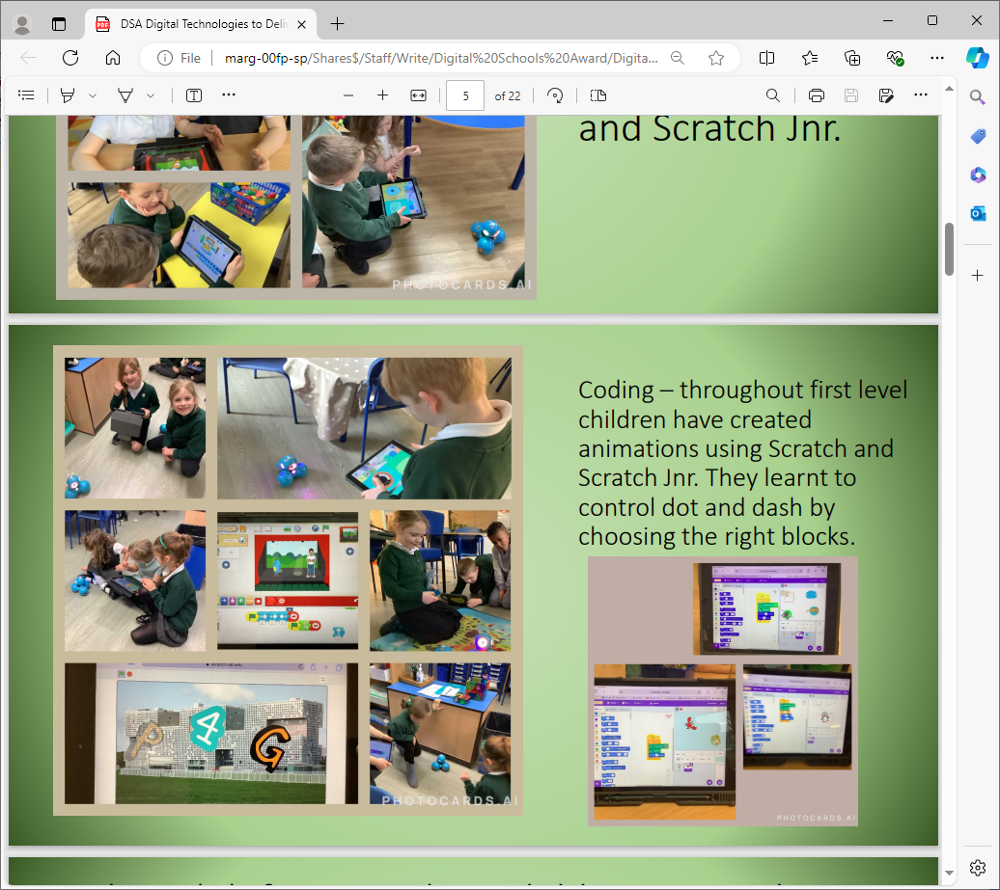 DSA Digital Technologies to Deli
File
marg-00fp-sp/Shares$/Staff/Write/Digital%20Schools%20Award/Digita...
5 of 22
and Scratch Jnr.
PHOTOCARDS.AI
Coding – throughout first level
children have created
animations using Scratch and
Scratch Jnr. They learnt to
control dot and dash by
choosing the right blocks.
P
4
G
PHOTOCARDS.AI
PHOTOCARDS.AI